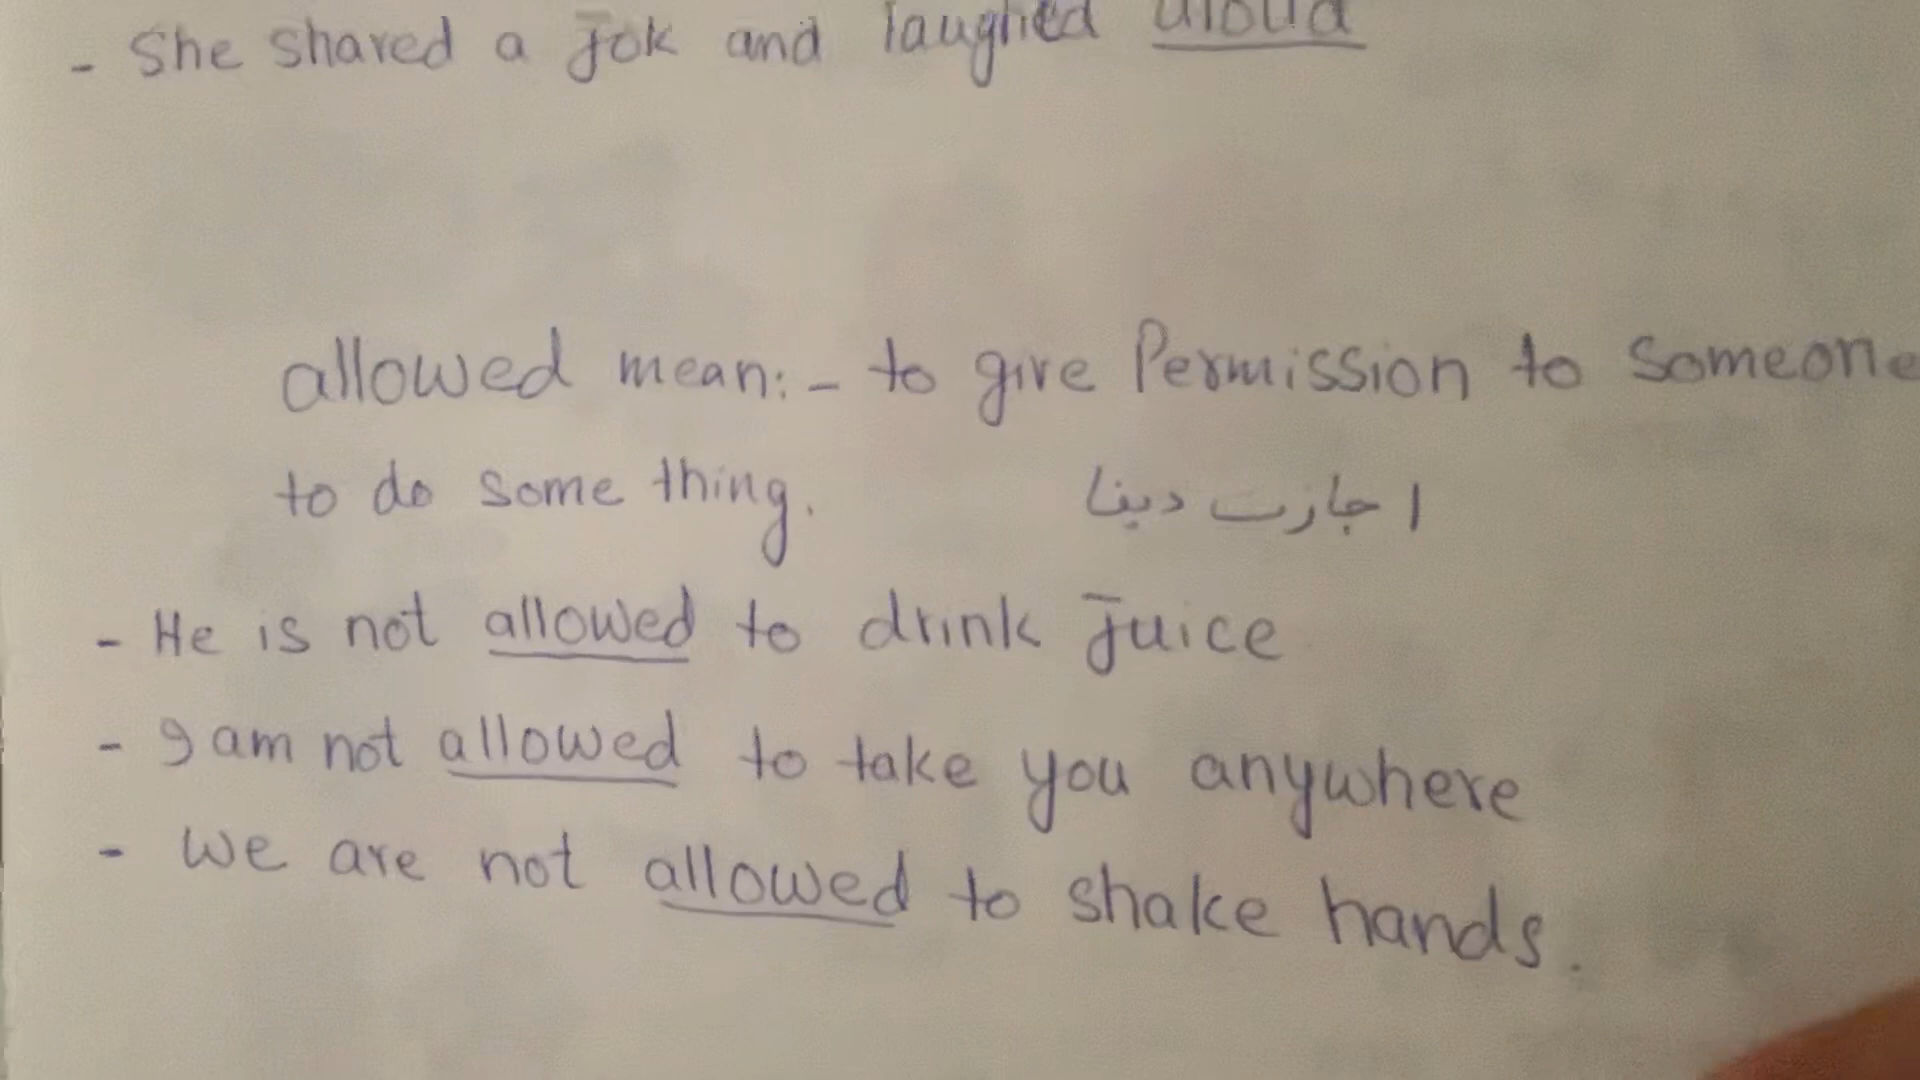 - She shared a Jok and laughed aloud
allowed mean:- to give Permission to someone
to do some thing. اجازت دینا
- He is not allowed to drink Juice
- I am not allowed to take you anywhere
- We are not allowed to shake hands.